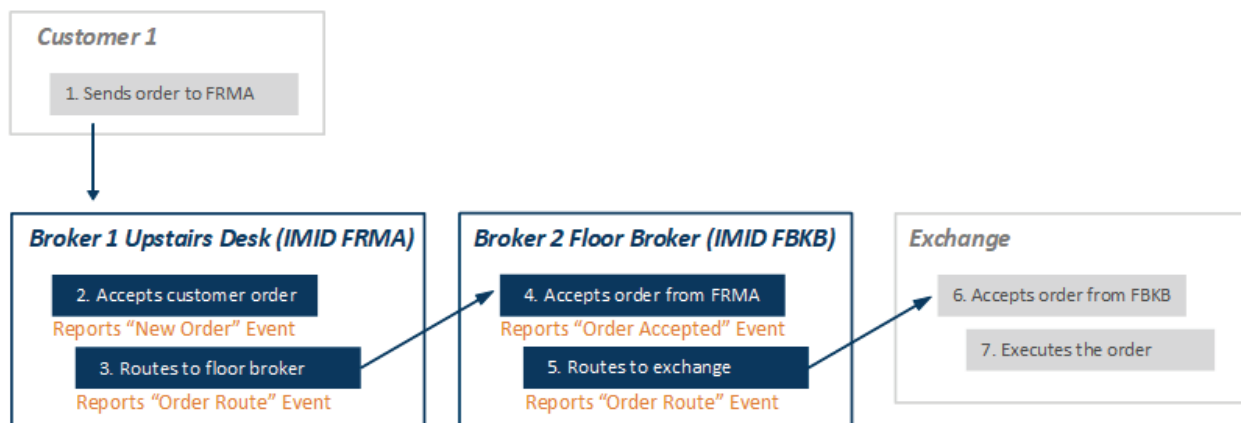 Customer 1
1. Sends order to FRMA
Broker 1 Upstairs Desk (IMID FRMA)
2. Accepts customer order
Reports “New Order” Event
3. Routes to floor broker
Reports “Order Route” Event
Broker 2 Floor Broker (IMID FBKB)
4. Accepts order from FRMA
Reports “Order Accepted” Event
5. Routes to exchange
Reports “Order Route” Event
Exchange
6. Accepts order from FBKB
7. Executes the order